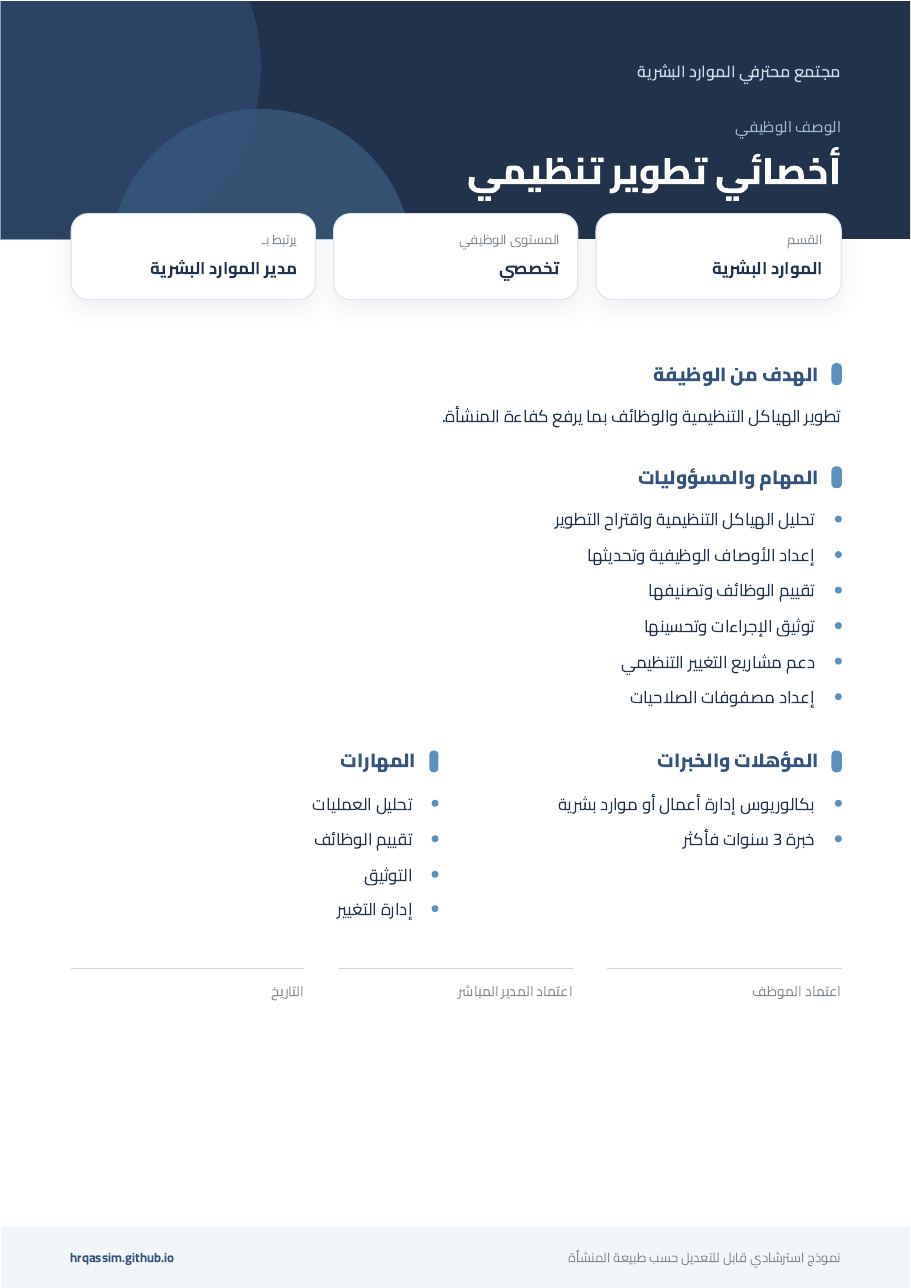 مجتمع محترفي الموارد البشرية
الوصف الوظيفي
أخصائي تطوير تنظيمي
القسم
الموارد البشرية
المستوى الوظيفي
تخصصي
يرتبط بـ
مدير الموارد البشرية
الهدف من الوظيفة
تطوير الهياكل التنظيمية والوظائف بما يرفع كفاءة المنشأة.
المهام والمسؤوليات
تحليل الهياكل التنظيمية واقتراح التطوير
إعداد الأوصاف الوظيفية وتحديثها
تقييم الوظائف وتصنيفها
توثيق الإجراءات وتحسينها
دعم مشاريع التغيير التنظيمي
إعداد مصفوفات الصلاحيات
المؤهلات والخبرات
بكالوريوس إدارة أعمال أو موارد بشرية
خبرة 3 سنوات فأكثر
المهارات
تحليل العمليات
تقييم الوظائف
التوثيق
إدارة التغيير
اعتماد الموظف
اعتماد المدير المباشر
التاريخ
نموذج استرشادي قابل للتعديل حسب طبيعة المنشأة
hrqassim.github.io